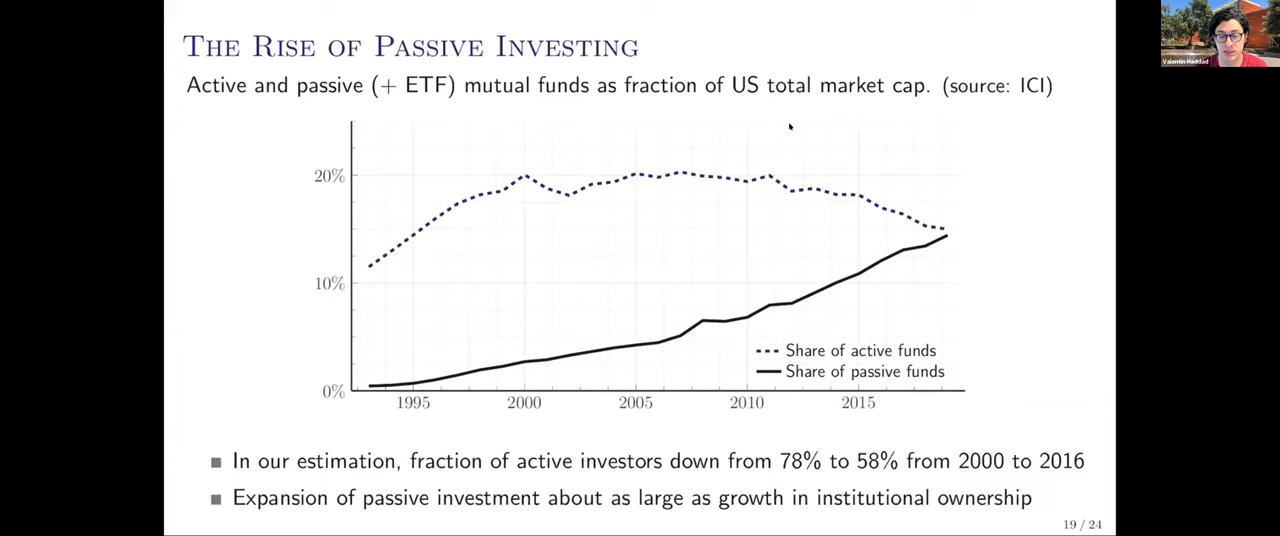 THE RISE OF PASSIVE INVESTING
Valentin Haddad
Active and passive (+ ETF) mutual funds as fraction of US total market cap. (source: ICI)
20%
10%
0%
Share of active funds
Share of passive funds
1995 2000 2005 2010 2015
■ In our estimation, fraction of active investors down from 78% to 58% from 2000 to 2016
■ Expansion of passive investment about as large as growth in institutional ownership
19 / 24